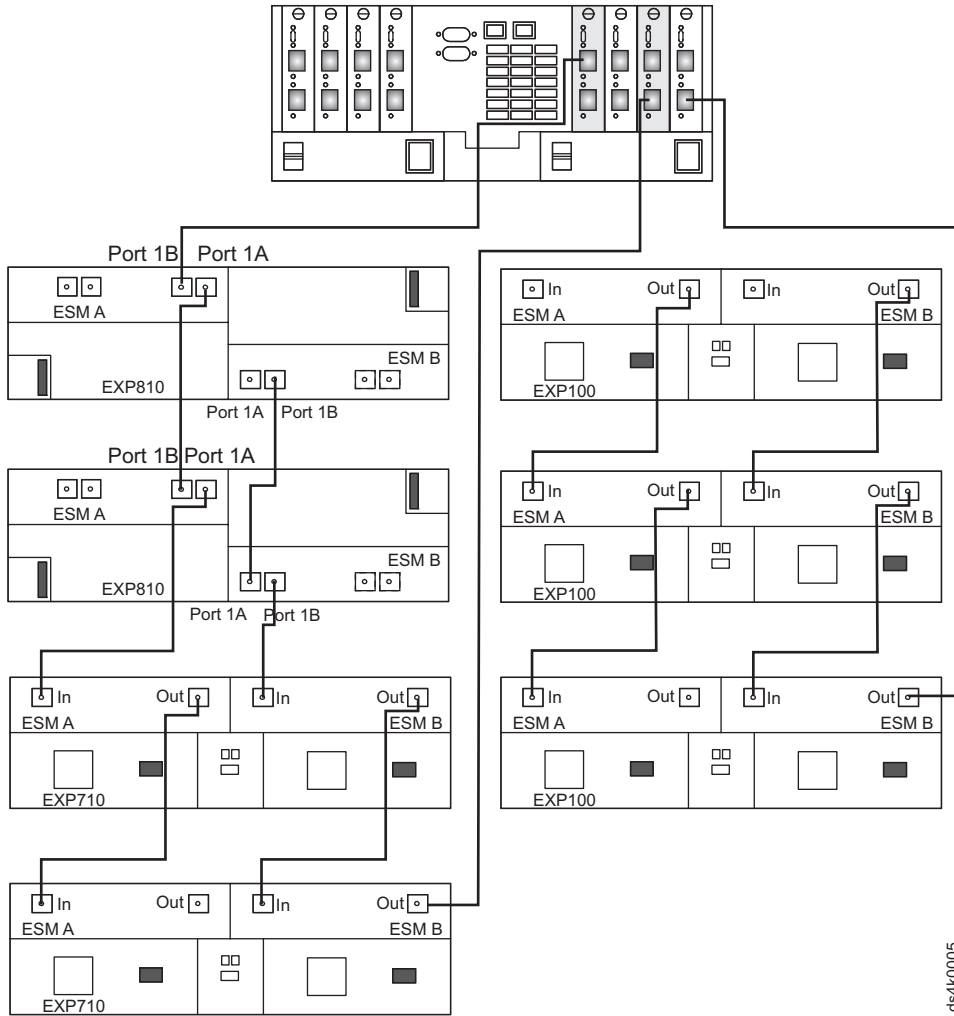 Port 1B Port 1A
ESM A
ESM B
EXP810
Port 1A Port 1B
Port 1B Port 1A
ESM A
ESM B
EXP810
Port 1A Port 1B
In Out In Out
ESM A ESM B
EXP710
In Out In Out
ESM A ESM B
EXP710
In Out In Out
ESM A ESM B
EXP100
In Out In Out
ESM A ESM B
EXP100
In Out In Out
ESM A ESM B
EXP100
ds4k0005